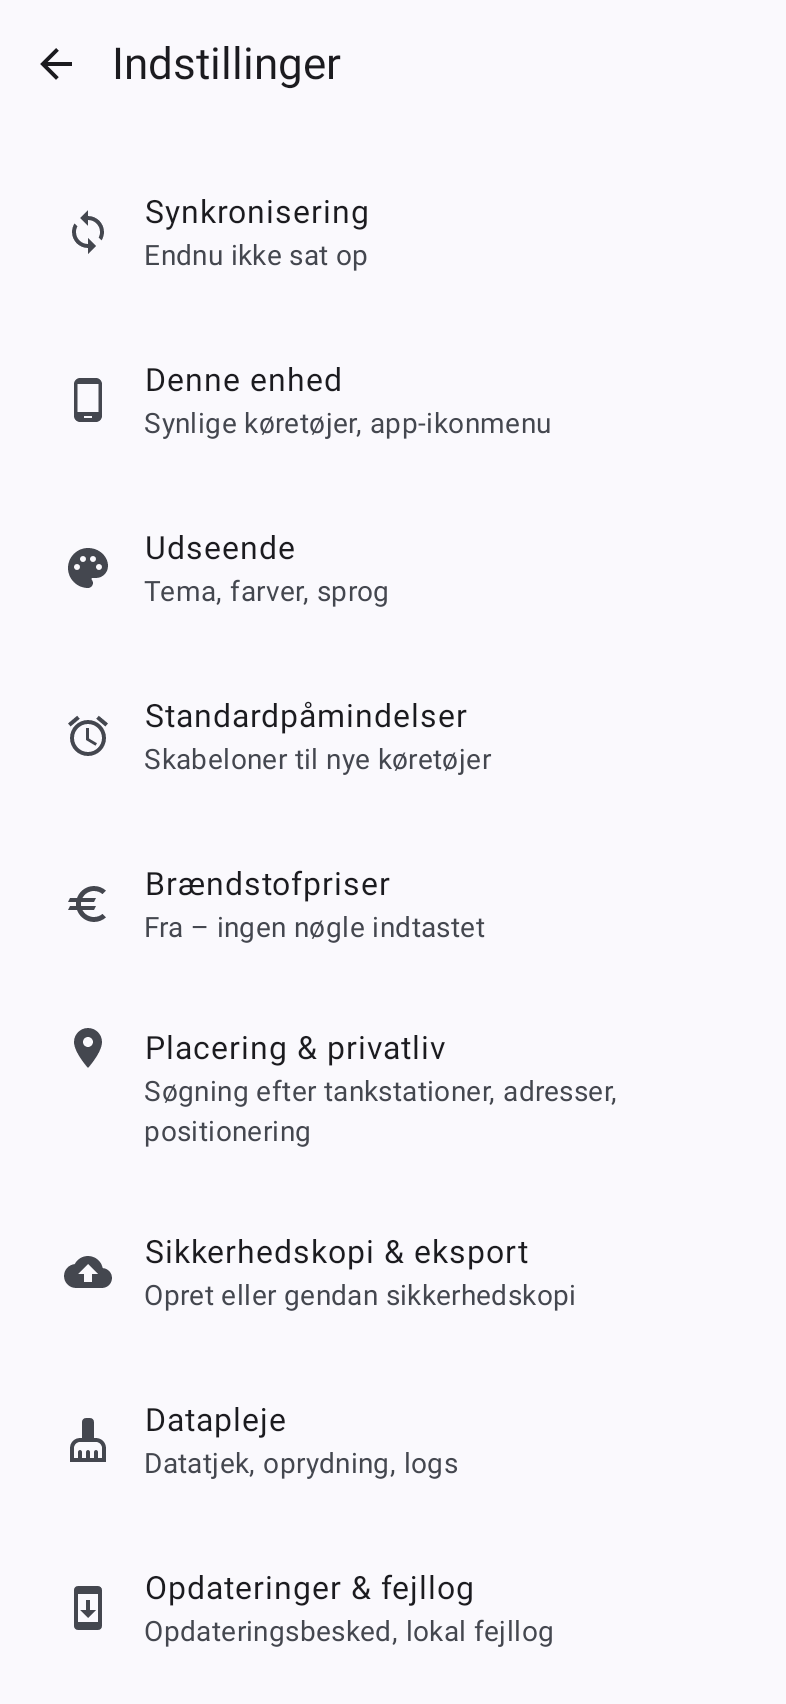 Indstillinger
Synkronisering
Endnu ikke sat op
Denne enhed
Synlige køretøjer, app-ikonmenu
Udseende
Tema, farver, sprog
Standardpåmindelser
Skabeloner til nye køretøjer
Brændstofpriser
Fra – ingen nøgle indtastet
Placering & privatliv
Søgning efter tankstationer, adresser,
positionering
Sikkerhedskopi & eksport
Opret eller gendan sikkerhedskopi
Datapleje
Datatjek, oprydning, logs
Opdateringer & fejllog
Opdateringsbesked, lokal fejllog